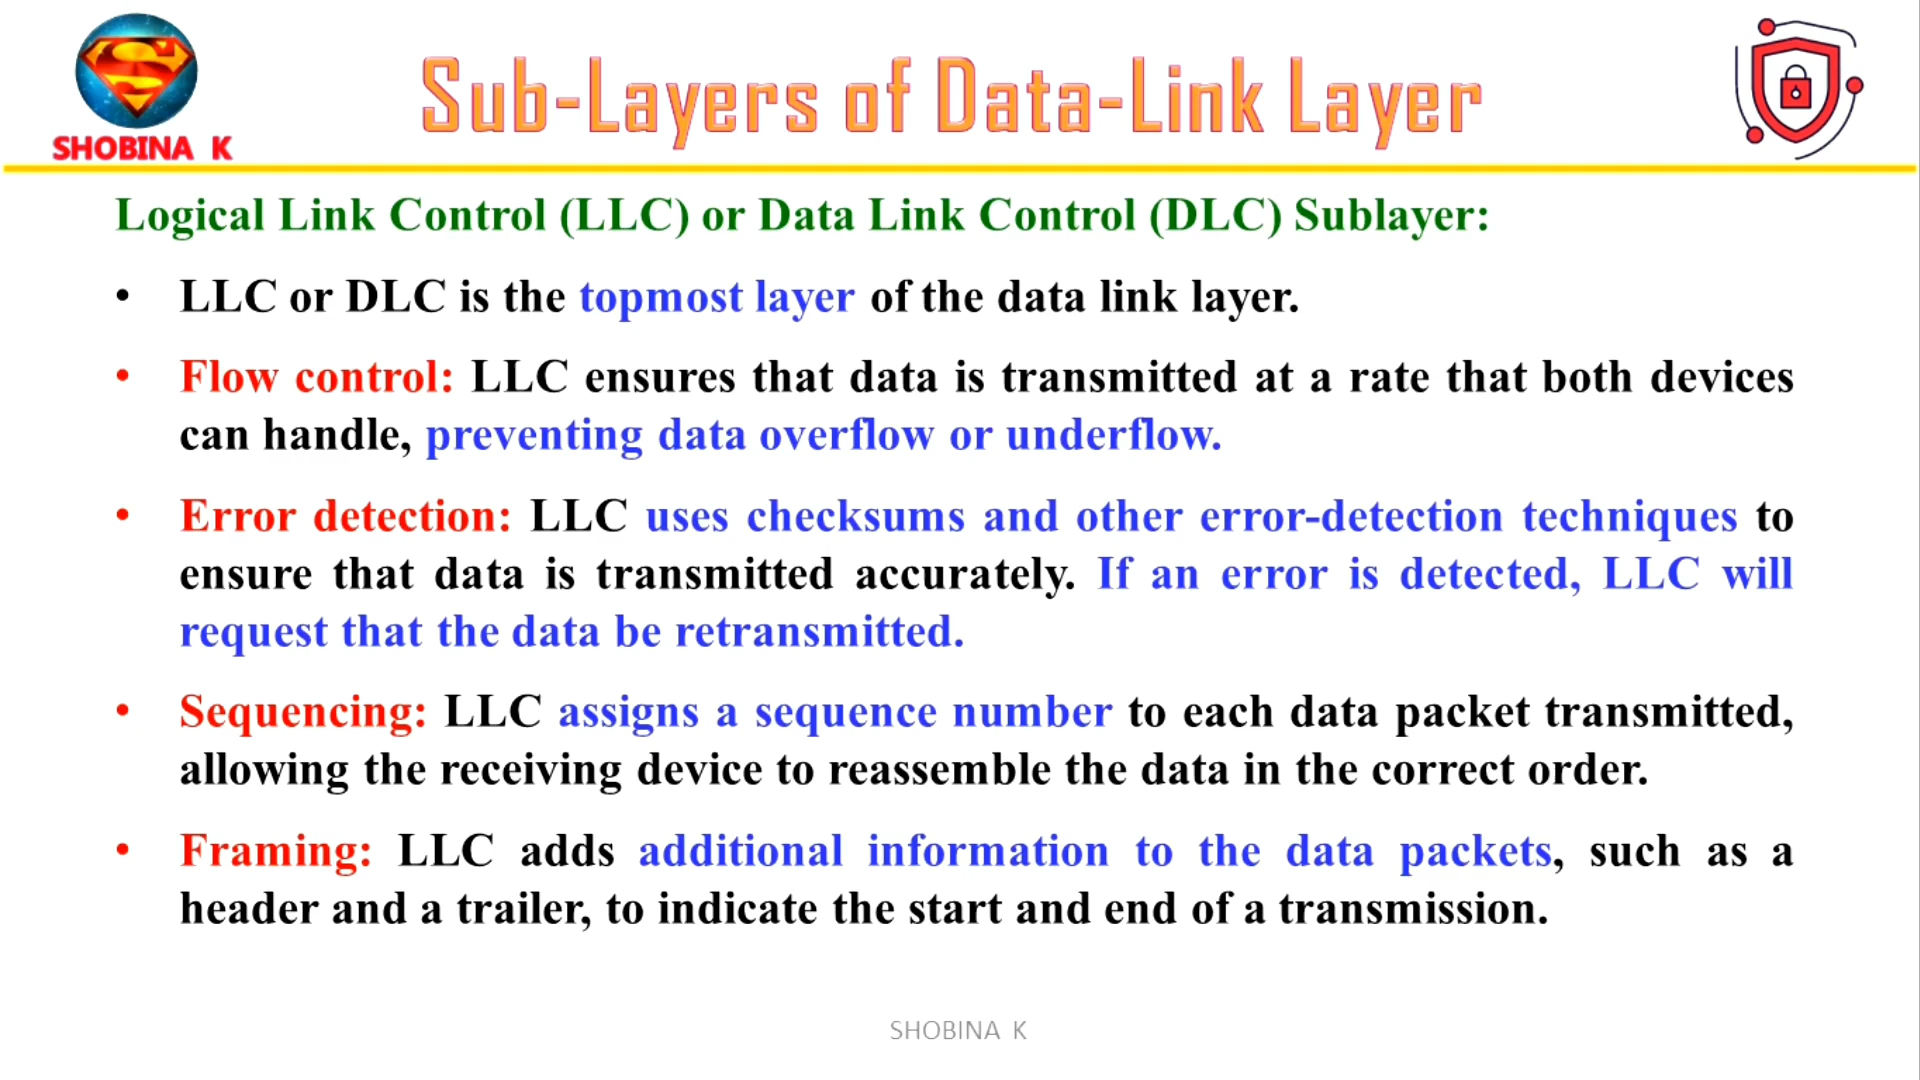 SHOBINA K
Sub-Layers of Data-Link Layer
Logical Link Control (LLC) or Data Link Control (DLC) Sublayer:
• LLC or DLC is the topmost layer of the data link layer.
• Flow control: LLC ensures that data is transmitted at a rate that both devices
can handle, preventing data overflow or underflow.
• Error detection: LLC uses checksums and other error-detection techniques to
ensure that data is transmitted accurately. If an error is detected, LLC will
request that the data be retransmitted.
• Sequencing: LLC assigns a sequence number to each data packet transmitted,
allowing the receiving device to reassemble the data in the correct order.
• Framing: LLC adds additional information to the data packets, such as a
header and a trailer, to indicate the start and end of a transmission.
SHOBINA K